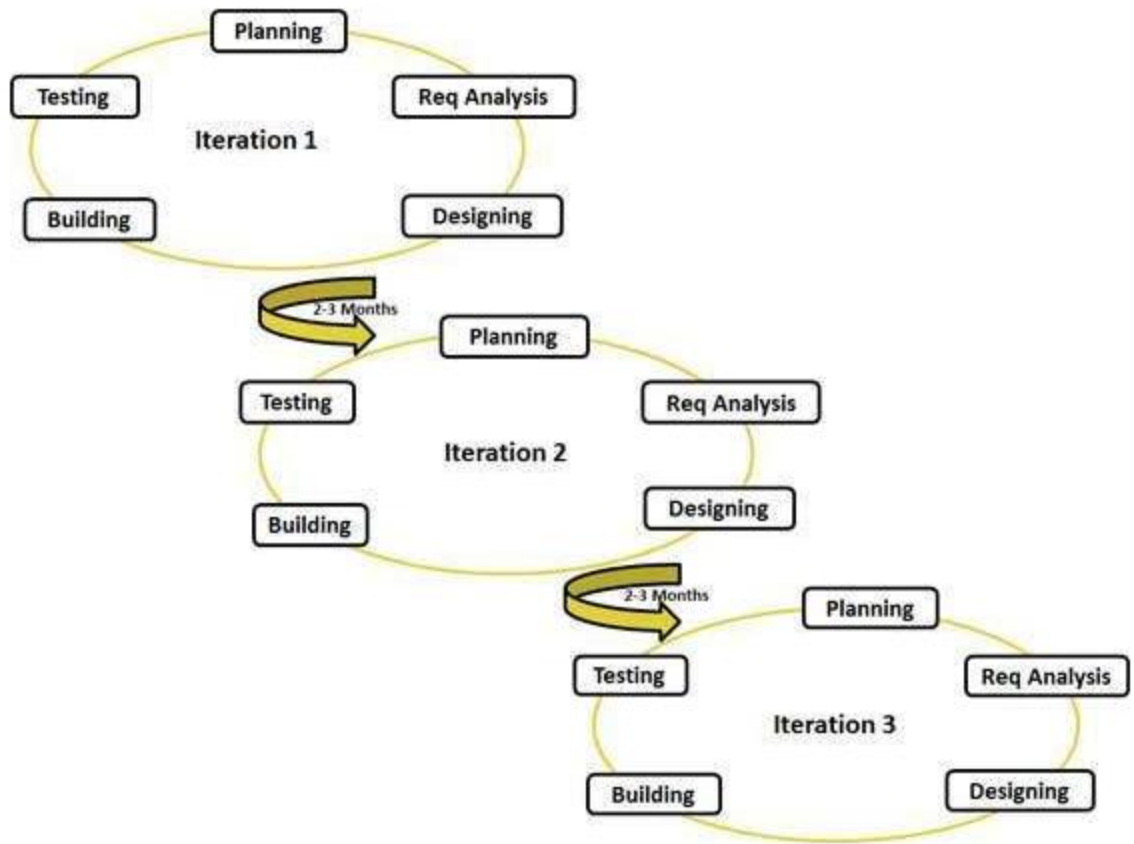 Planning
Testing
Req Analysis
Iteration 1
Building
Designing
2-3 Months
Planning
Testing
Req Analysis
Iteration 2
Building
Designing
2-3 Months
Planning
Testing
Req Analysis
Iteration 3
Building
Designing